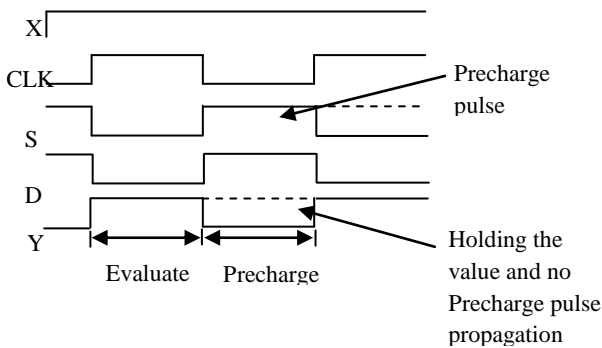 X
CLK
Precharge
pulse
S
D
Y
Holding the
value and no
Precharge pulse
propagation
Evaluate
Precharge